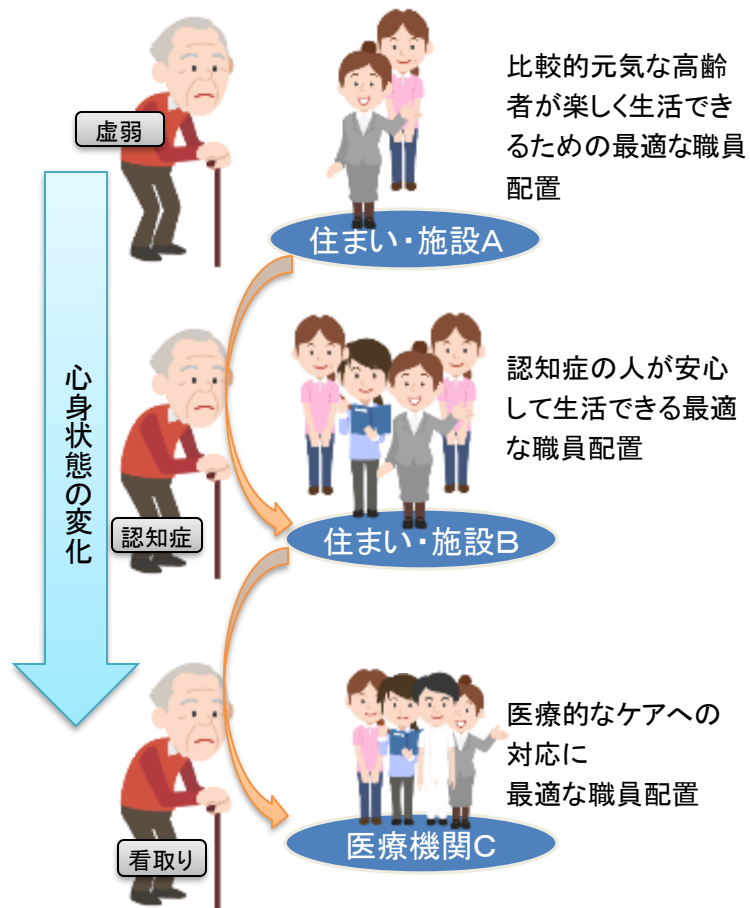 虚弱
比較的元気な高齢
者が楽しく生活でき
るための最適な職員
配置
住まい・施設A
心身状態の変化
認知症の人が安心
して生活できる最適
な職員配置
認知症
住まい・施設B
医療的なケアへの
対応に
最適な職員配置
看取り
医療機関C